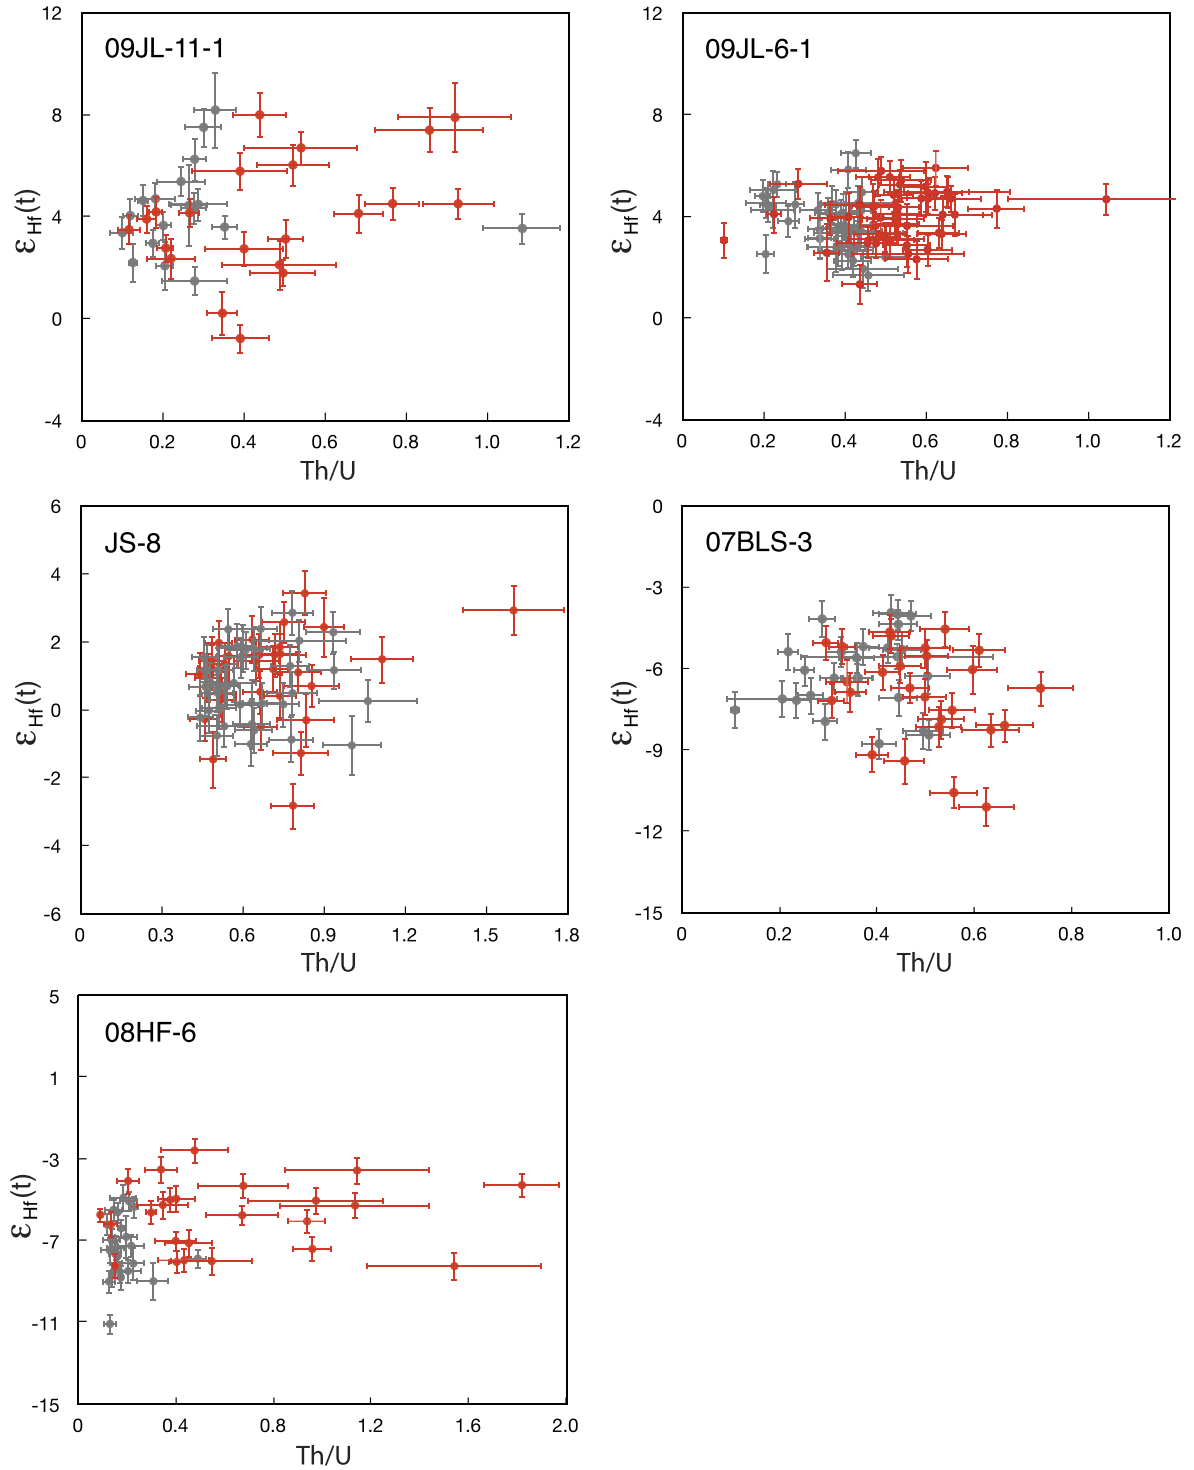 09JL-11-1
12
8
4
0
-4
εHf(t)
0 0.2 0.4 0.6 0.8 1.0 1.2
Th/U
09JL-6-1
12
8
4
0
-4
εHf(t)
0 0.2 0.4 0.6 0.8 1.0 1.2
Th/U
JS-8
6
4
2
0
-2
-4
-6
εHf(t)
0 0.3 0.6 0.9 1.2 1.6 1.8
Th/U
07BLS-3
0
-3
-6
-9
-12
-15
εHf(t)
0 0.2 0.4 0.6 0.8 1.0
Th/U
08HF-6
5
1
-3
-7
-11
-15
εHf(t)
0 0.4 0.8 1.2 1.6 2.0
Th/U